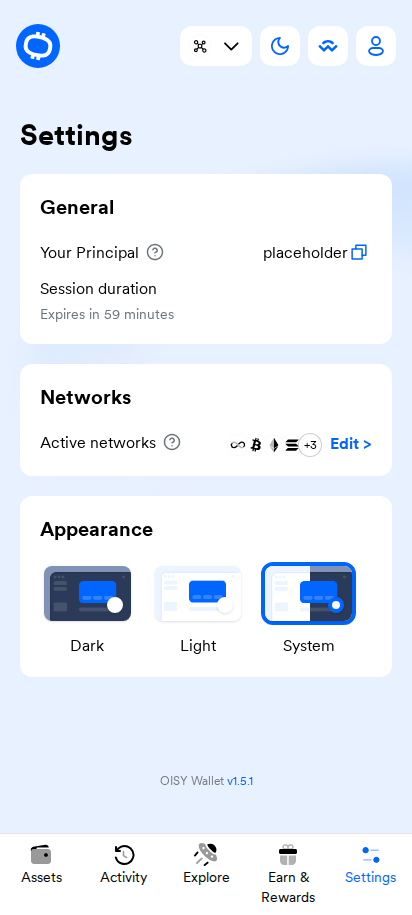 Settings
General
Your Principal
placeholder
Session duration
Expires in 59 minutes
Networks
Active networks
+3
Edit >
Appearance
Dark
Light
System
OISY Wallet v1.5.1
Assets
Activity
Explore
Earn &
Rewards
Settings